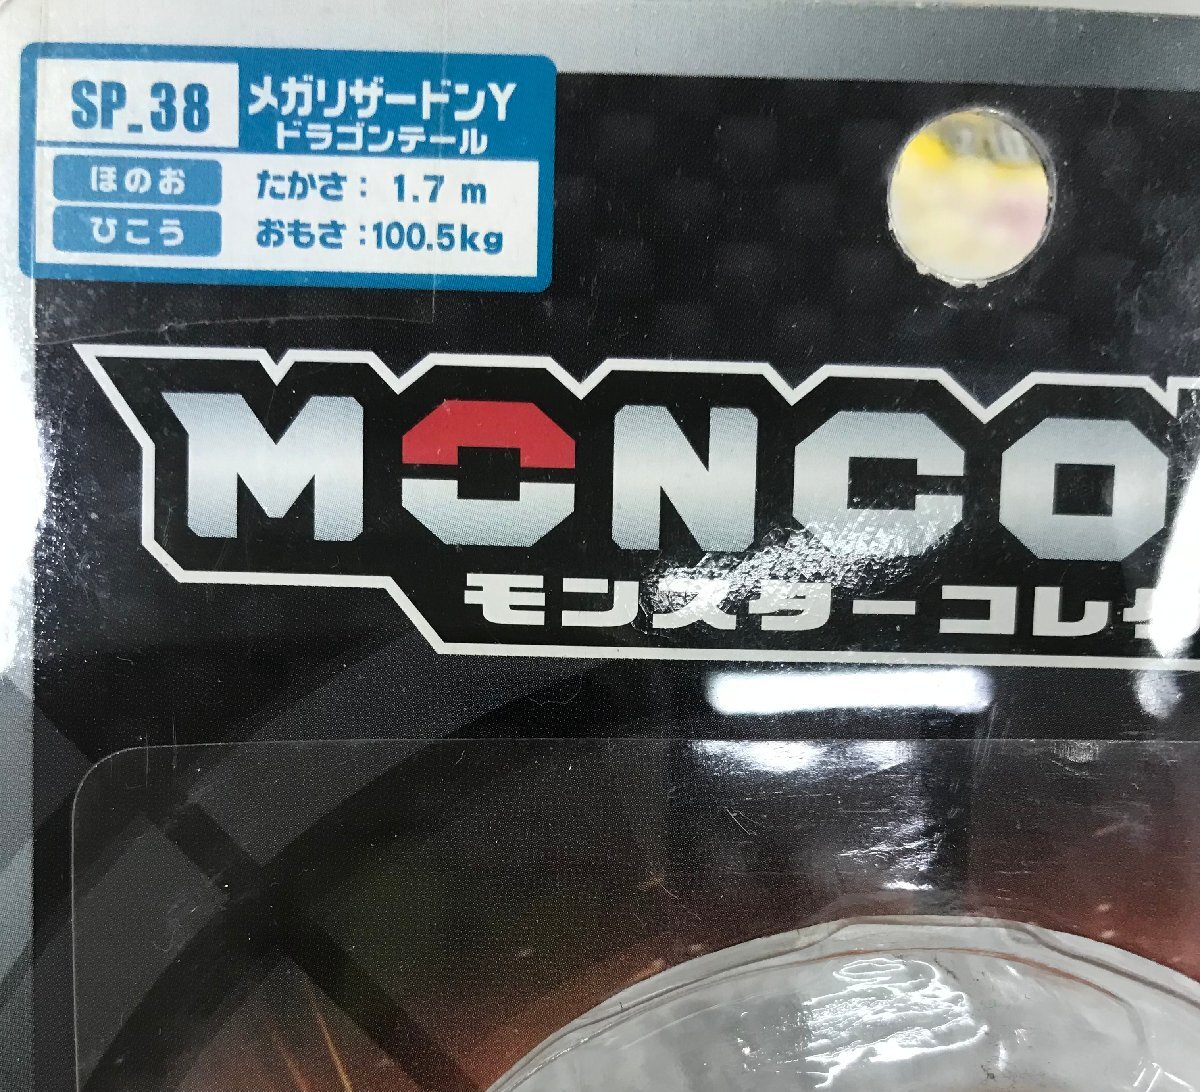 SP_38
メガリザードンY
ドラゴンテール
ほのお
たかさ: 1.7 m
ひこう
おもさ:100.5kg
MONCO
モンスターコレ